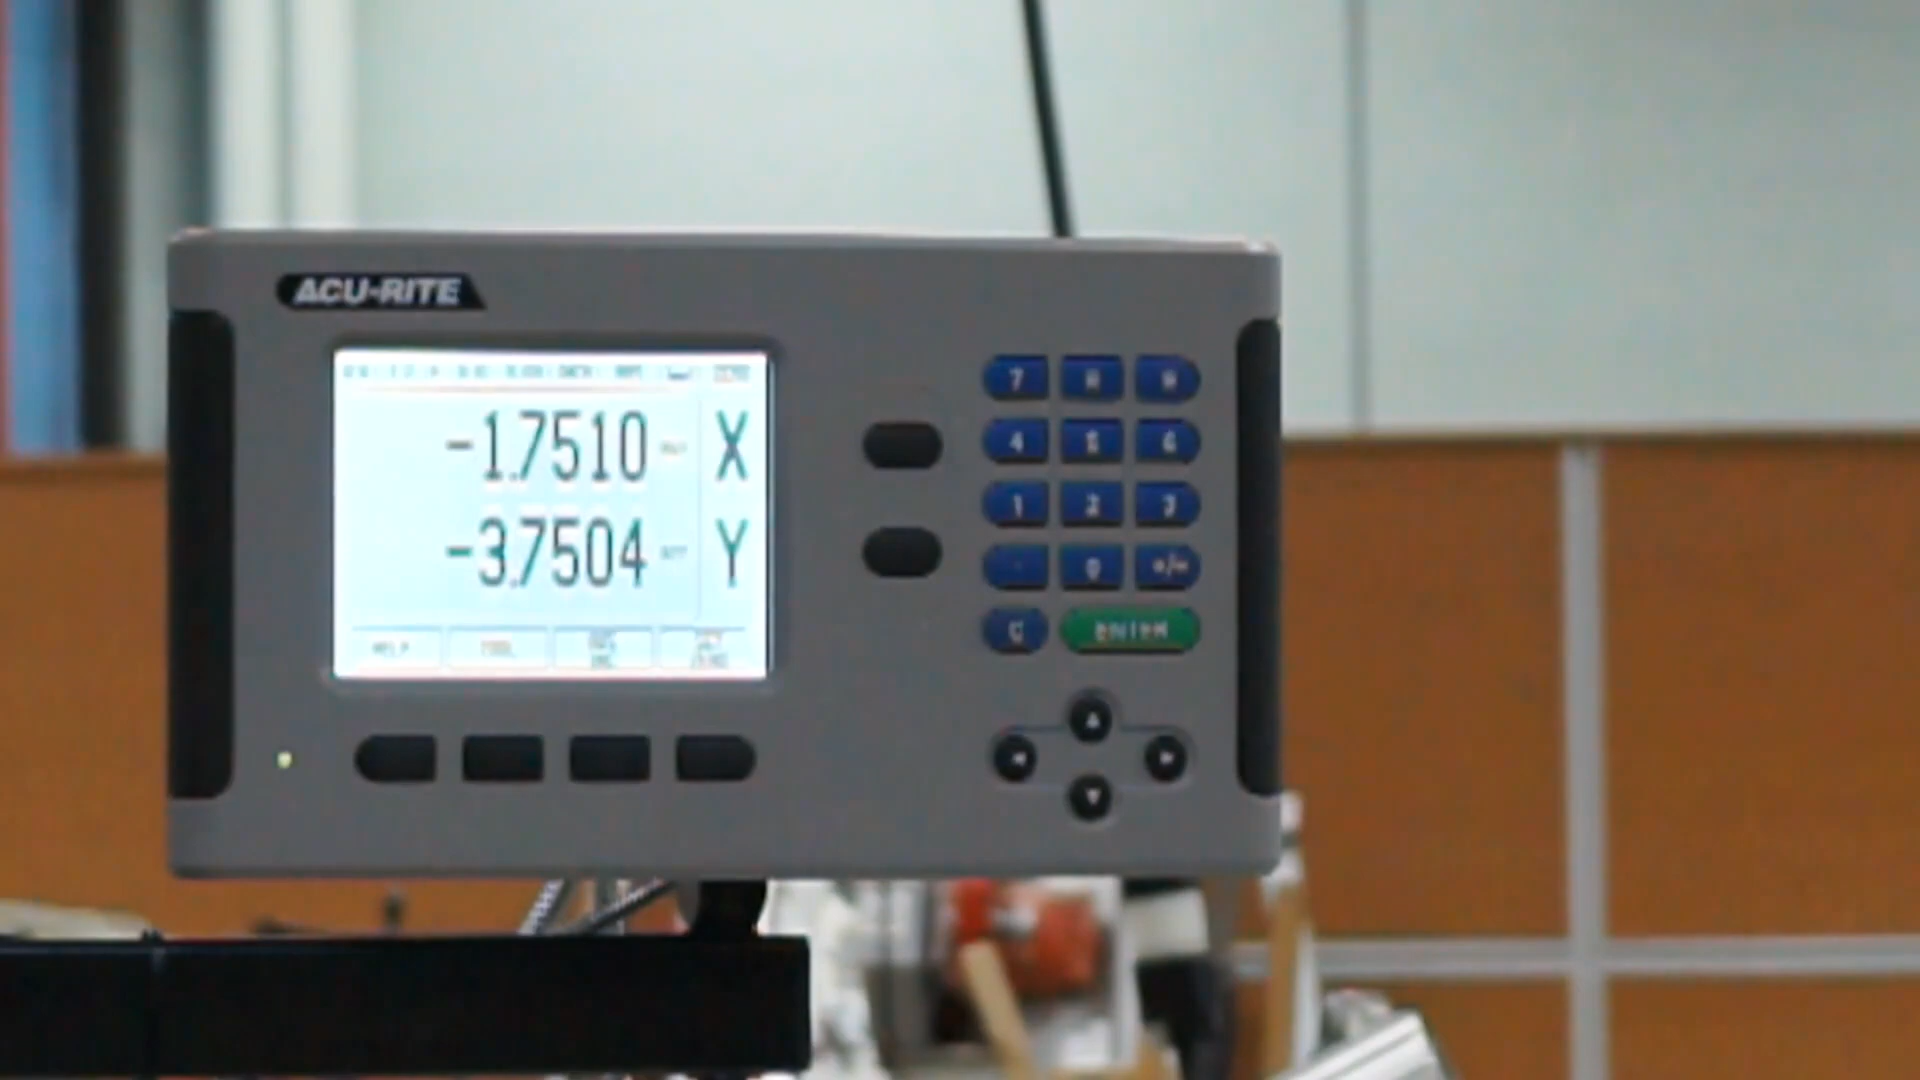 ACU-RITE
-1.7510 X
-3.7504 Y
HELP TOOL
7 8 9
4 5 6
1 2 3
. 0 +/-
C ENTER